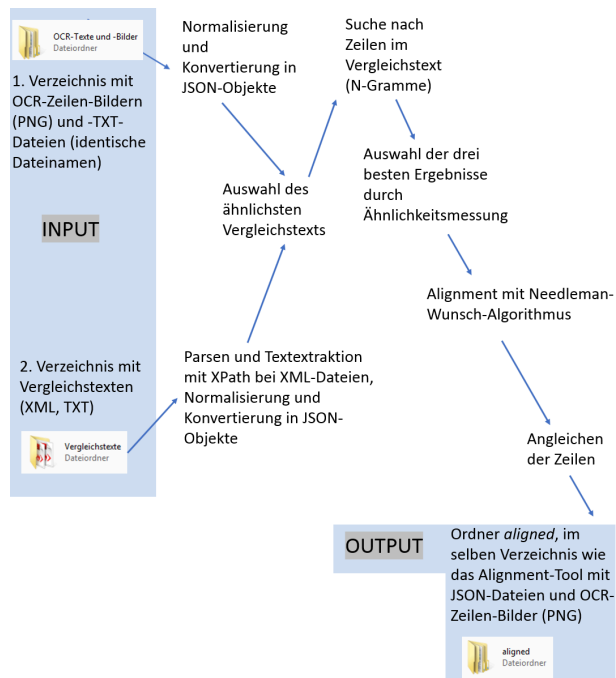 OCR-Texte und -Bilder
Dateiordner
1. Verzeichnis mit
OCR-Zeilen-Bildern
(PNG) und -TXT-
Dateien (identische
Dateinamen)
INPUT
2. Verzeichnis mit
Vergleichstexten
(XML, TXT)
Vergleichstexte
Dateiordner
Normalisierung
und
Konvertierung in
JSON-Objekte
Auswahl des
ähnlichsten
Vergleichstexts
Parsen und Textextraktion
mit XPath bei XML-Dateien,
Normalisierung und
Konvertierung in JSON-
Objekte
Suche nach
Zeilen im
Vergleichstext
(N-Gramme)
Auswahl der drei
besten Ergebnisse
durch
Ähnlichkeitsmessung
Alignment mit Needleman-
Wunsch-Algorithmus
Angleichen
der Zeilen
OUTPUT
Ordner aligned, im
selben Verzeichnis wie
das Alignment-Tool mit
JSON-Dateien und OCR-
Zeilen-Bilder (PNG)
aligned
Dateiordner